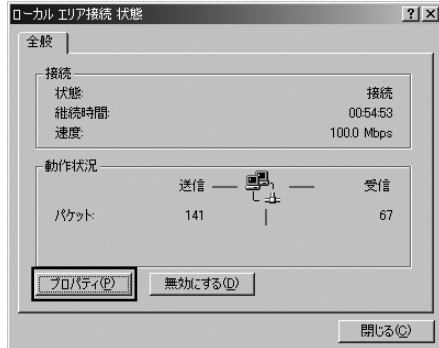 ローカル エリア接続 状態
全般
接続
状態: 接続
継続時間: 00:54:53
速度: 100.0 Mbps
動作状況
送信 — — 受信
パケット: 141 | 67
プロパティ(P) 無効にする(D)
閉じる(C)